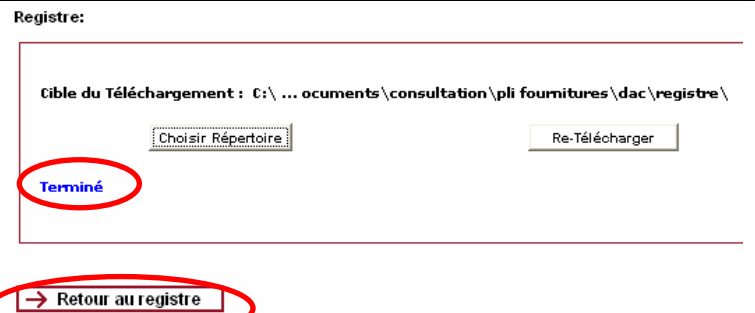 Registre:
Cible du Téléchargement : C:\ ... ocuments\consultation\pli fournitures\dac\registre\
Choisir Répertoire Re-Télécharger
Terminé
→ Retour au registre